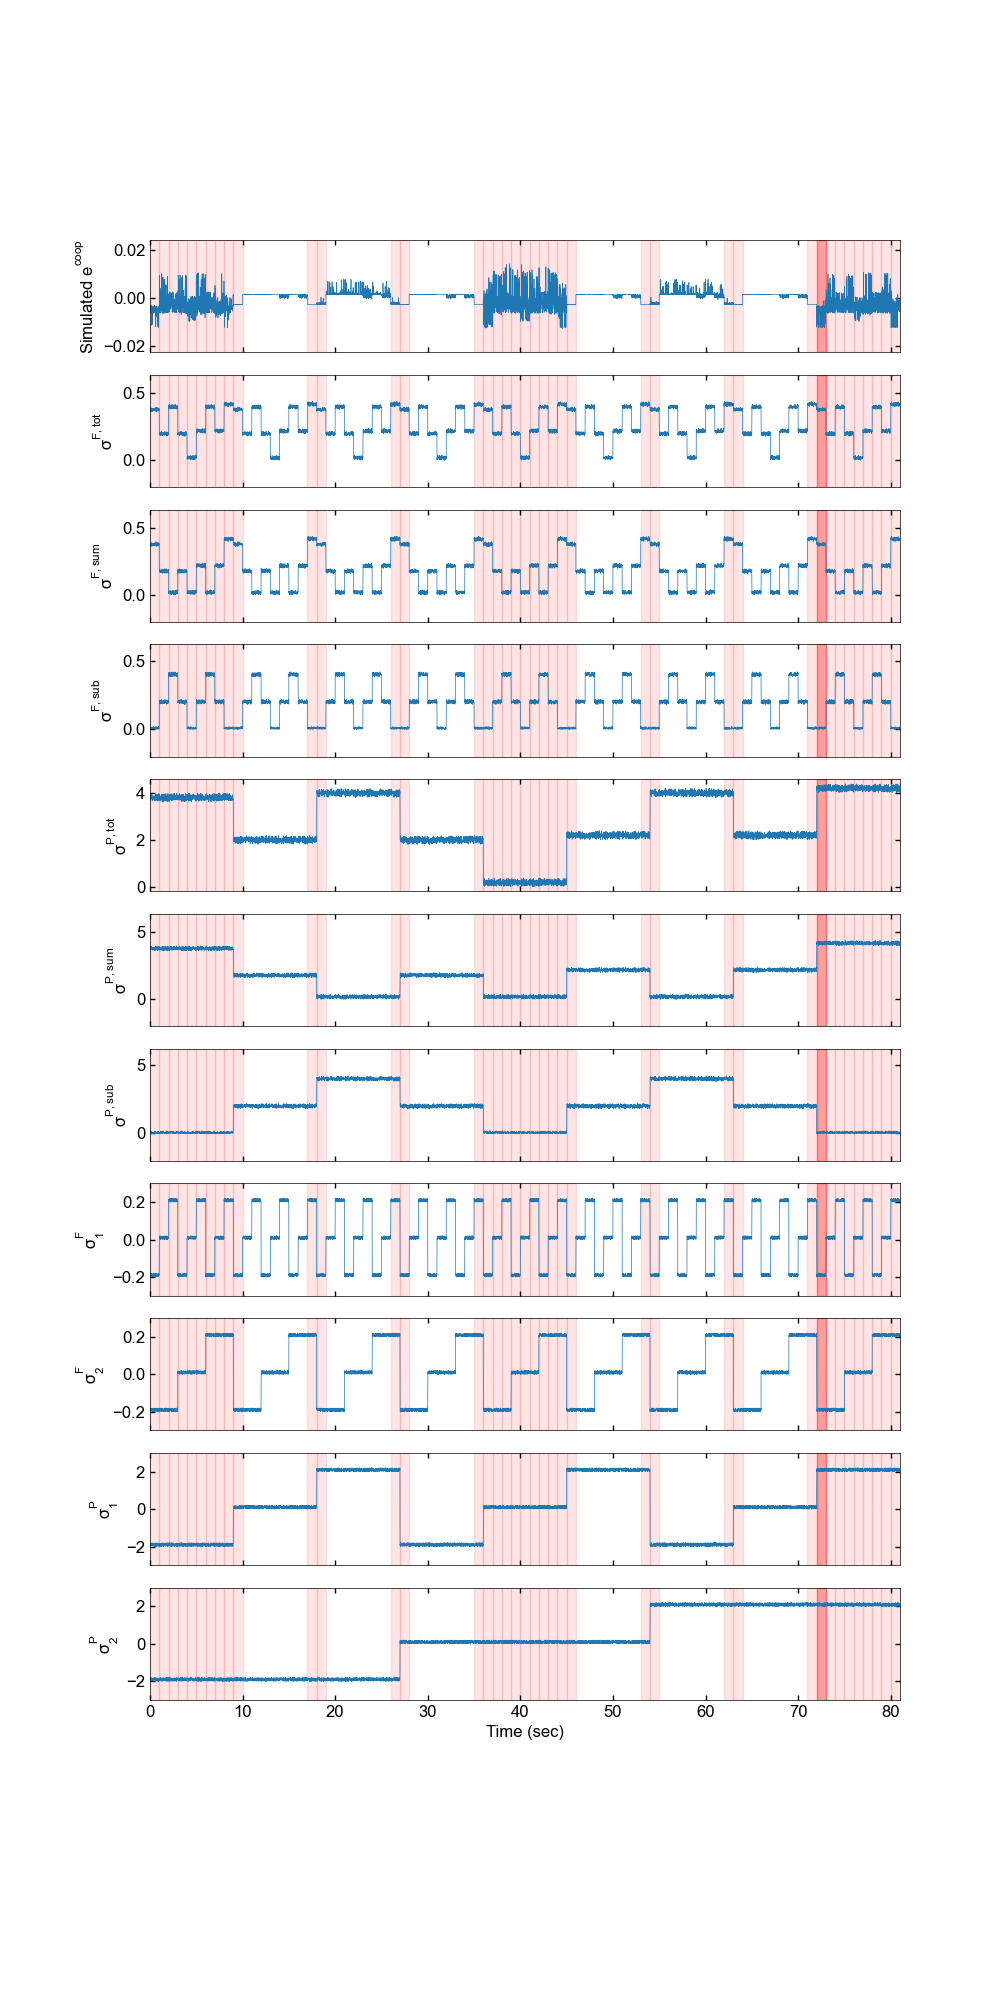 Simulated e^coop
0.02
0.00
−0.02
σ^F, tot
0.5
0.0
σ^F, sum
0.5
0.0
σ^F, sub
0.5
0.0
σ^P, tot
4
2
0
σ^P, sum
5
0
σ^P, sub
5
0
σ^F_1
0.2
0.0
−0.2
σ^F_2
0.2
0.0
−0.2
σ^P_1
2
0
−2
σ^P_2
2
0
−2
0 10 20 30 40 50 60 70 80
Time (sec)